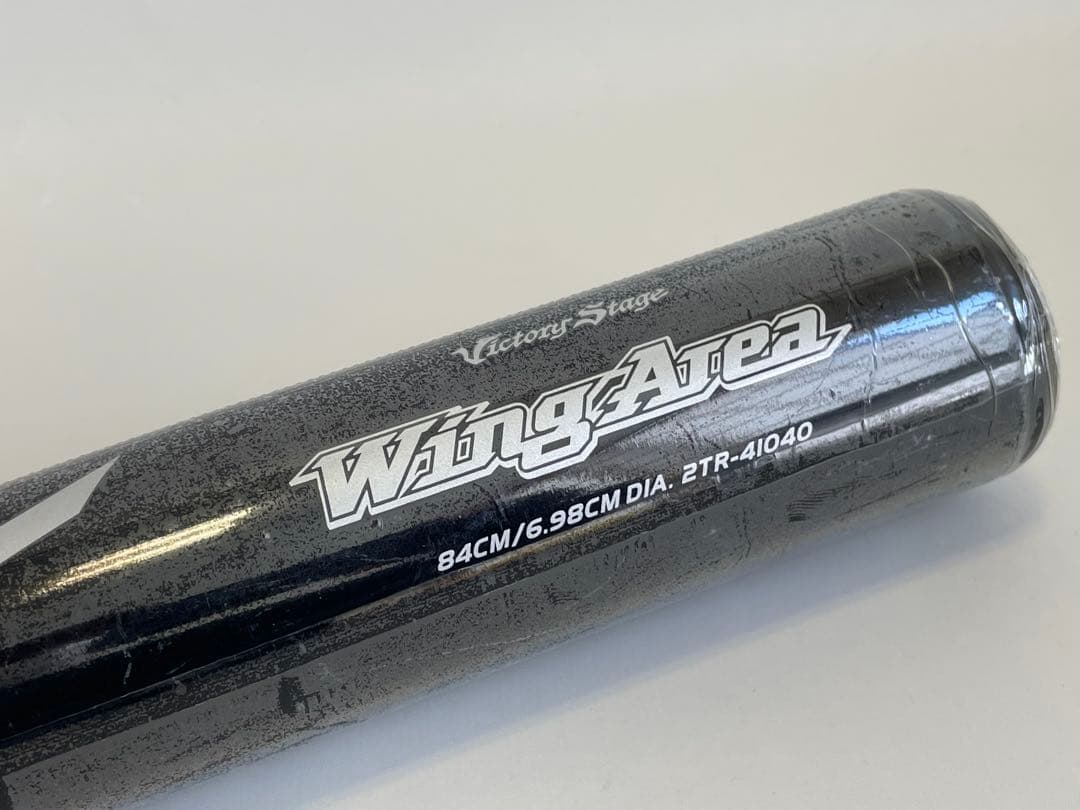 Victory Stage
Wing Area
84CM/6.98CM DIA. 2TR-41040